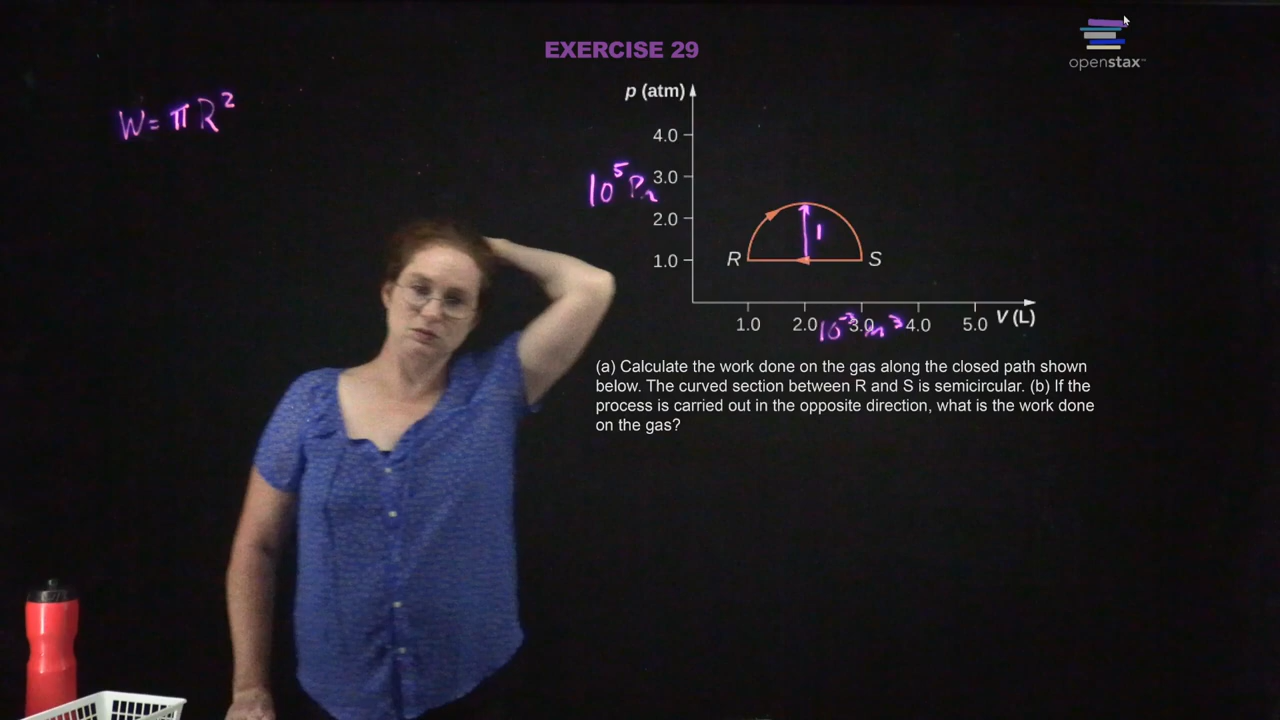 EXERCISE 29
openstax
W = π R²
p (atm)
4.0
10⁵ Pa
3.0
2.0
1
1.0
R
S
1.0 2.0 3.0 4.0 5.0
V (L)
10⁻³ m³
(a) Calculate the work done on the gas along the closed path shown
below. The curved section between R and S is semicircular. (b) If the
process is carried out in the opposite direction, what is the work done
on the gas?